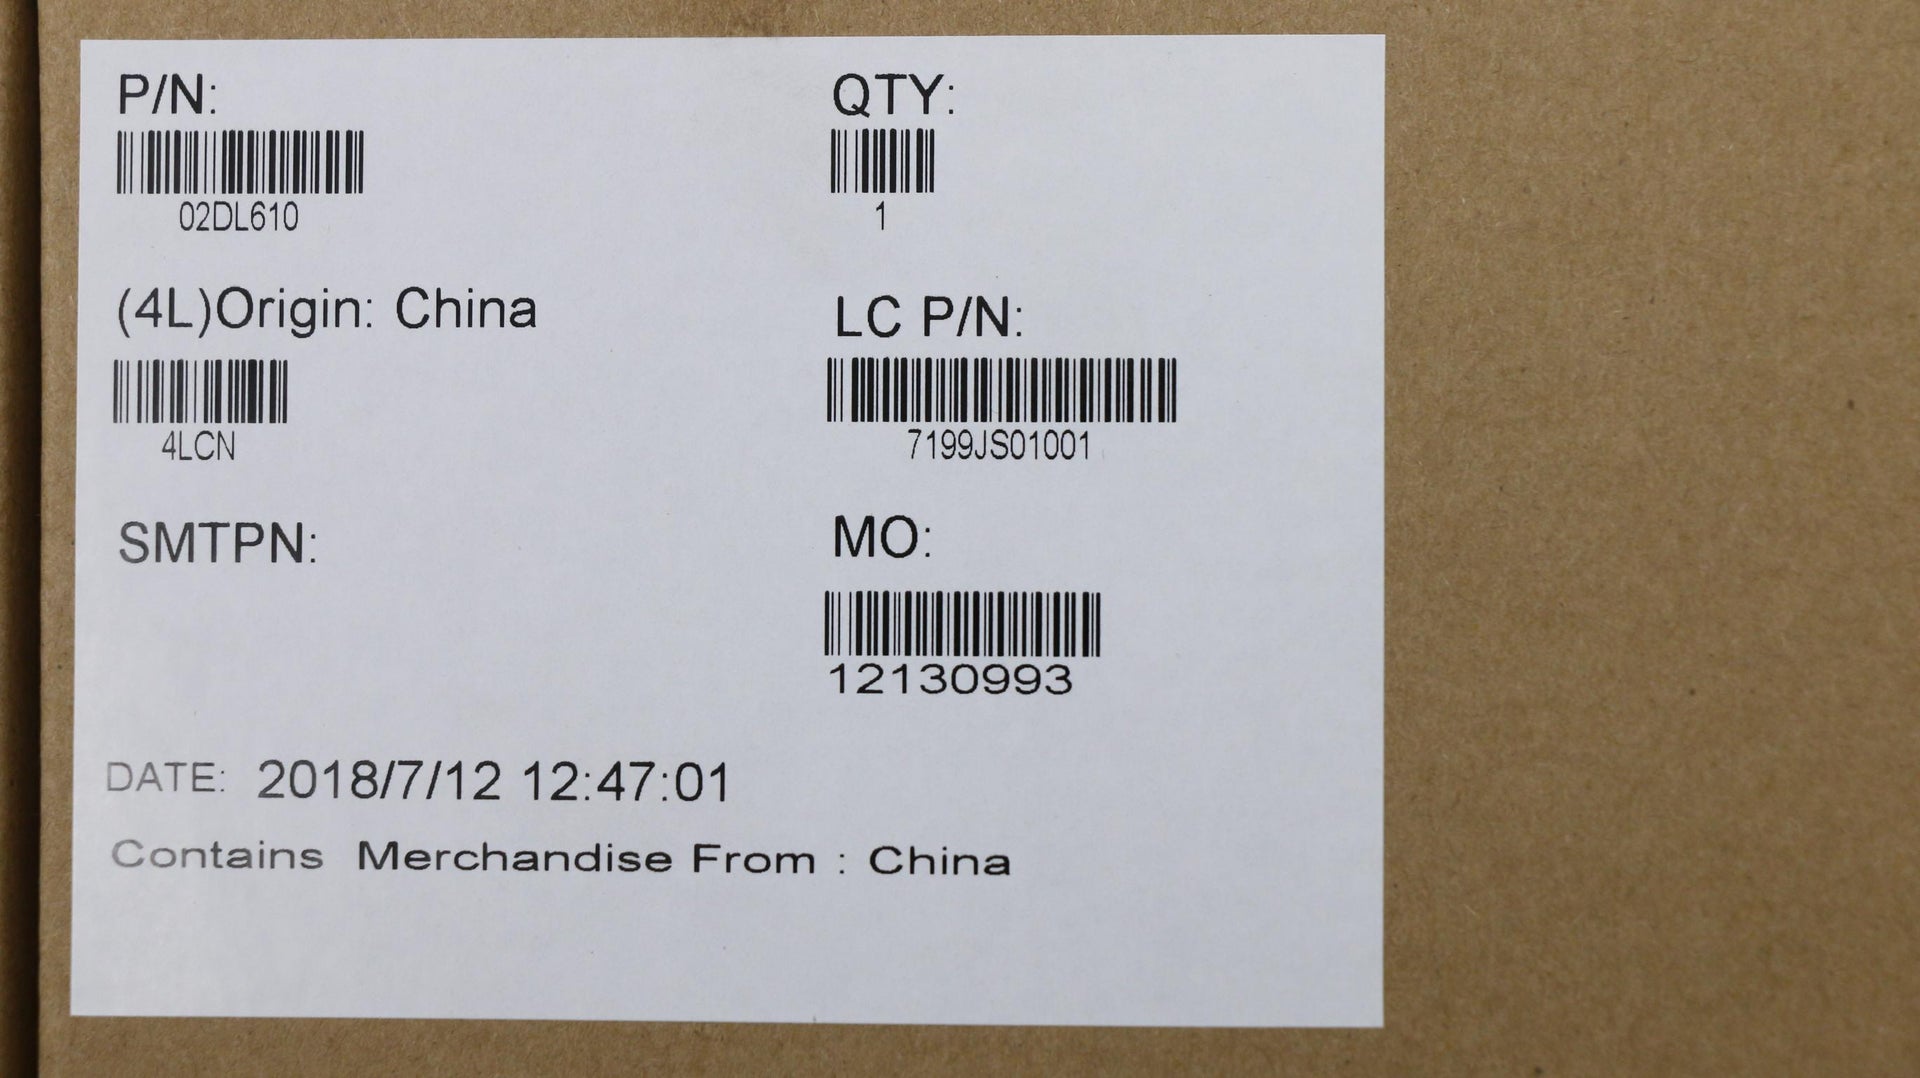 P/N:
02DL610
QTY:
1
(4L)Origin: China
4LCN
LC P/N:
7199JS01001
SMTPN:
MO:
12130993
DATE: 2018/7/12 12:47:01
Contains Merchandise From : China